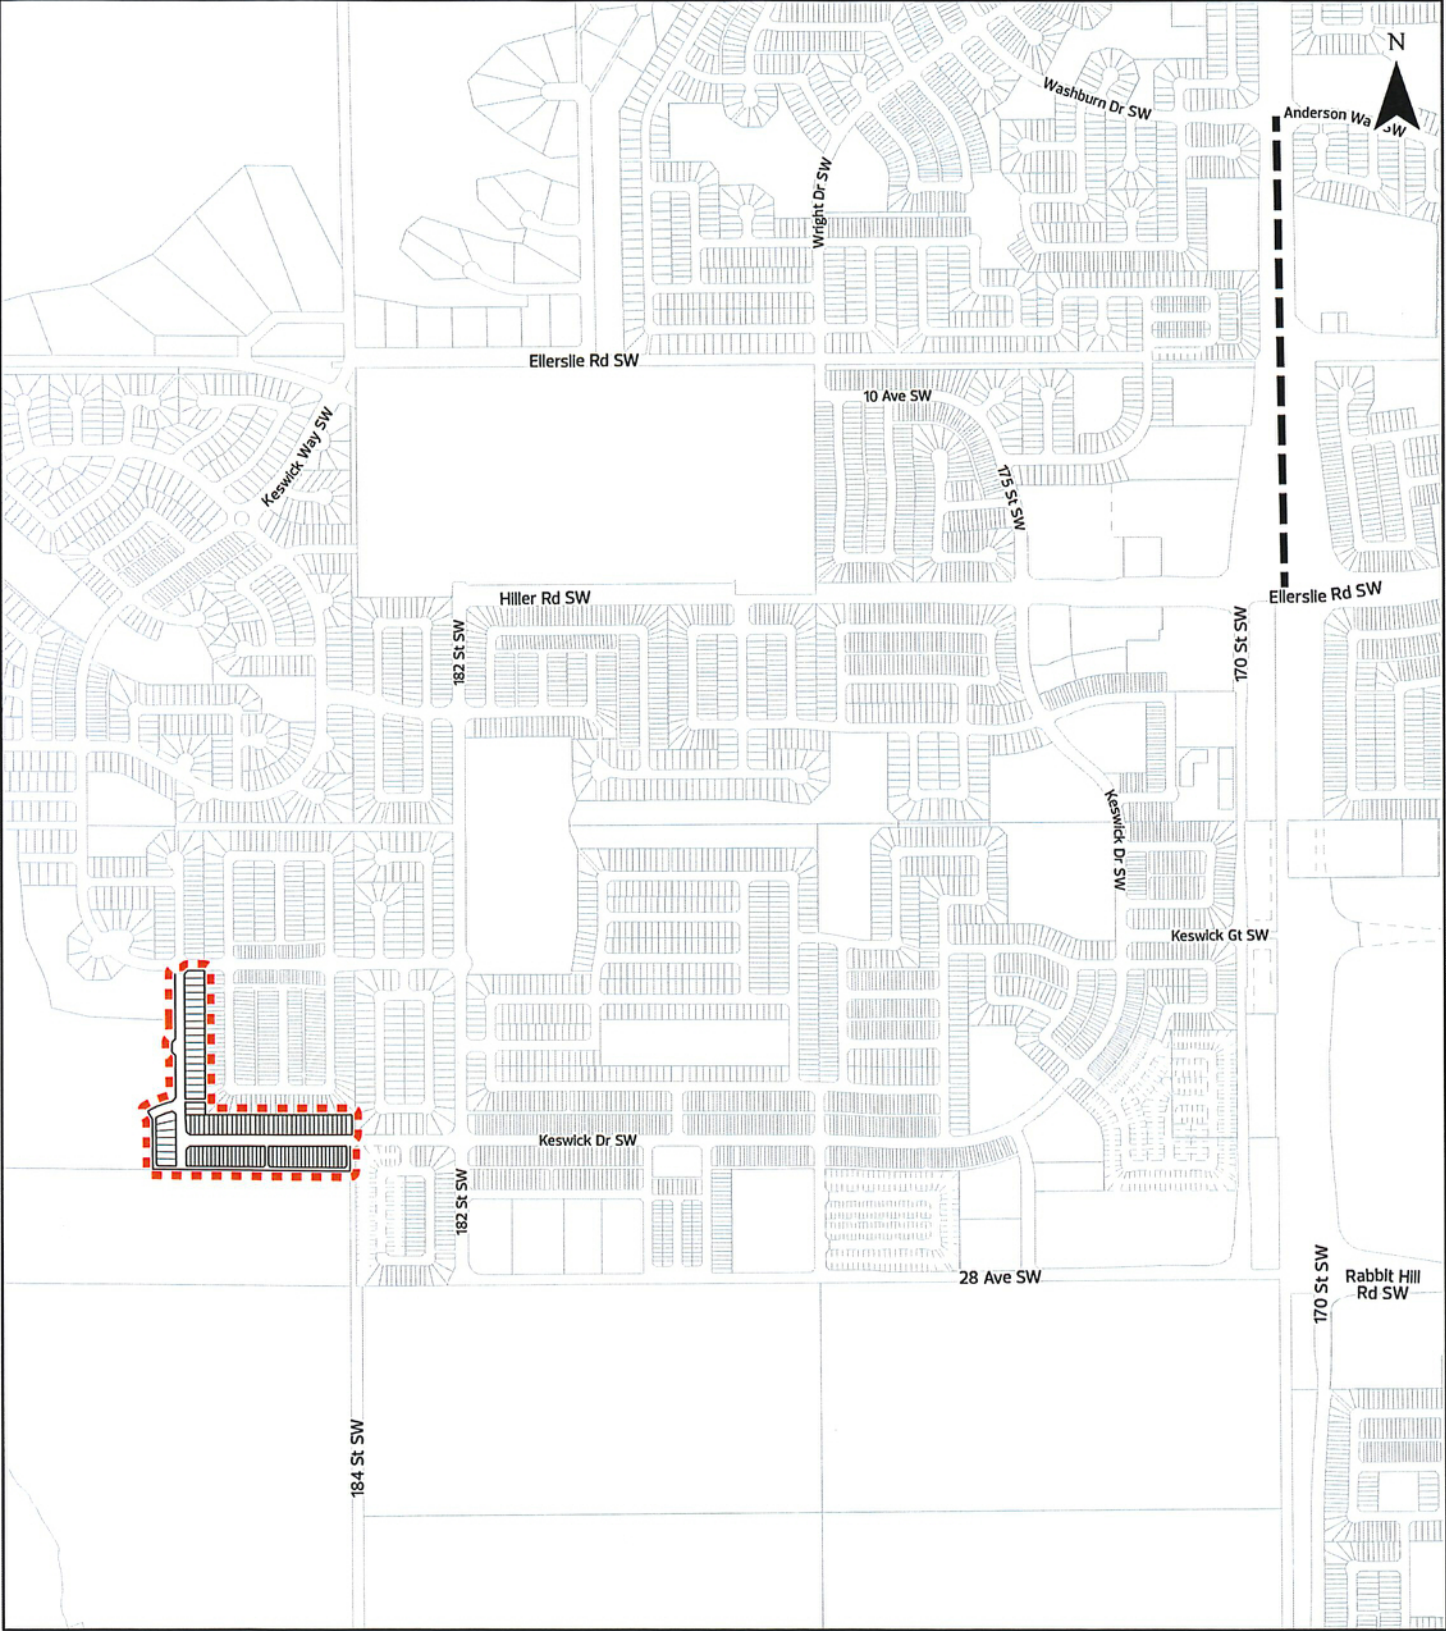 N
Washburn Dr SW
Anderson Wa SW
Wright Dr SW
Ellerslie Rd SW
10 Ave SW
Keswick Way SW
175 St SW
Hiller Rd SW
Ellerslie Rd SW
182 St SW
170 St SW
Keswick Dr SW
Keswick Gt SW
Keswick Dr SW
182 St SW
28 Ave SW
170 St SW
Rabbit Hill
Rd SW
184 St SW